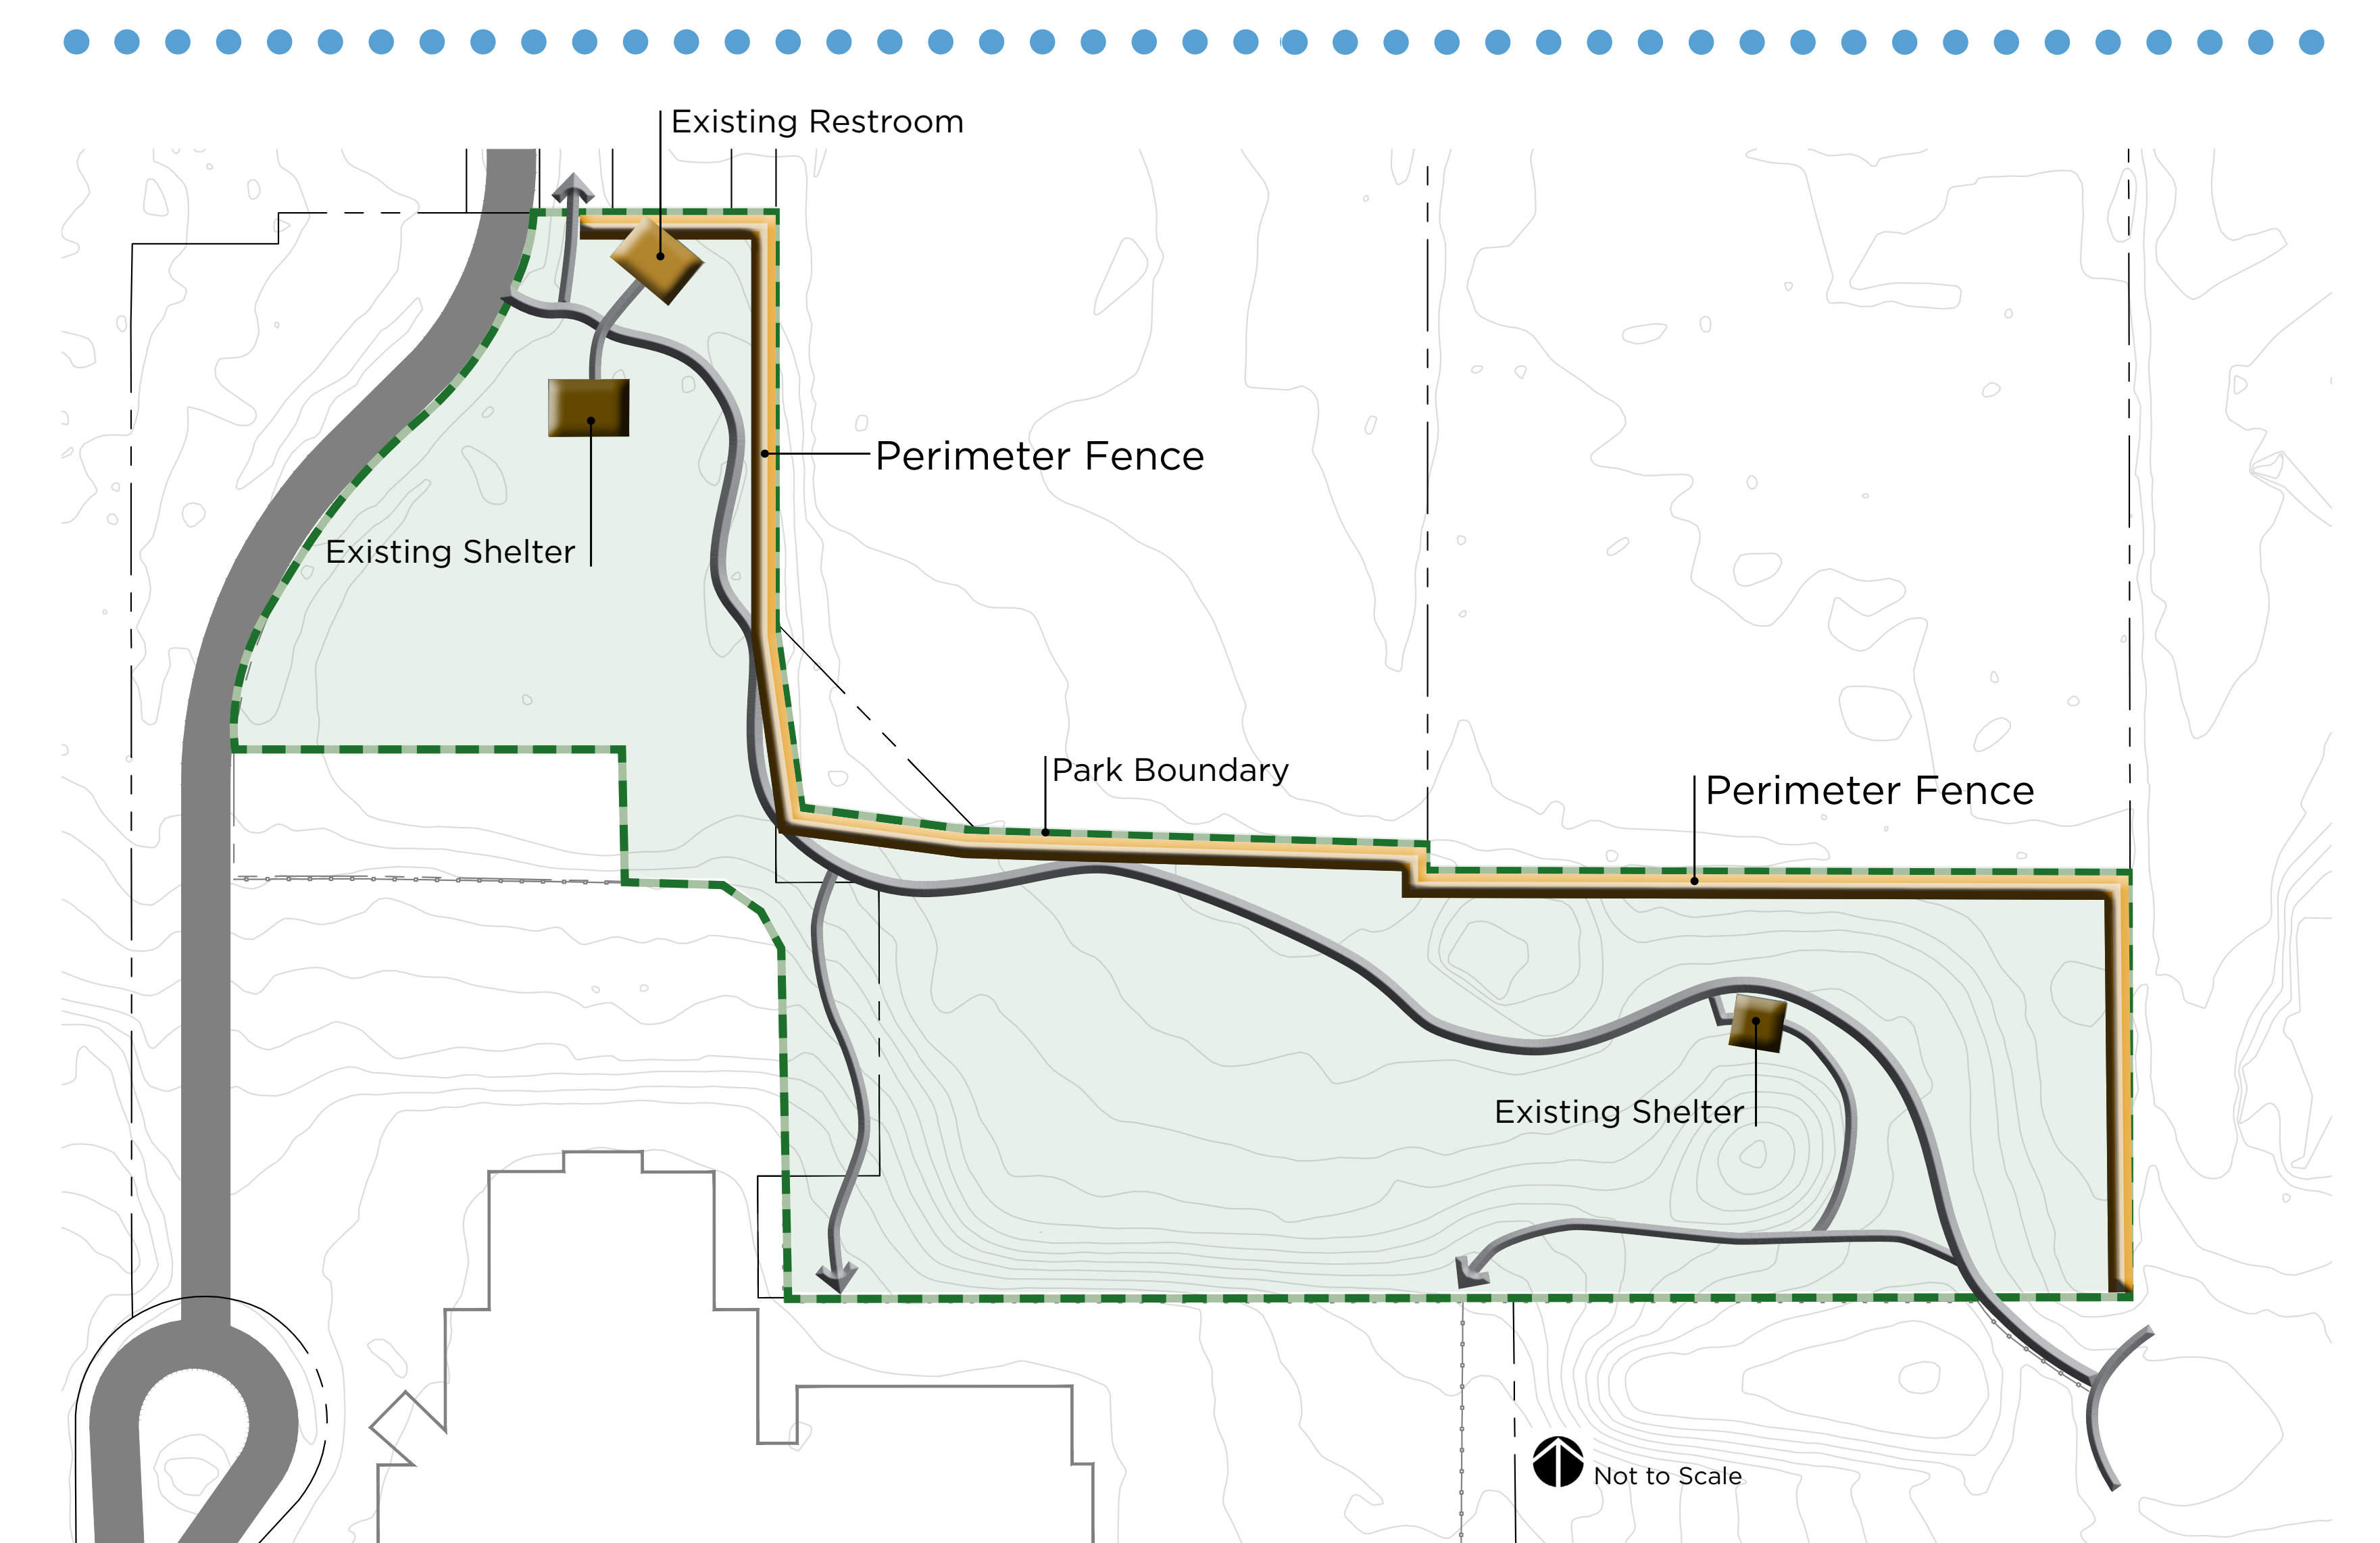 Existing Restroom
Perimeter Fence
Existing Shelter
Park Boundary
Perimeter Fence
Existing Shelter
Not to Scale